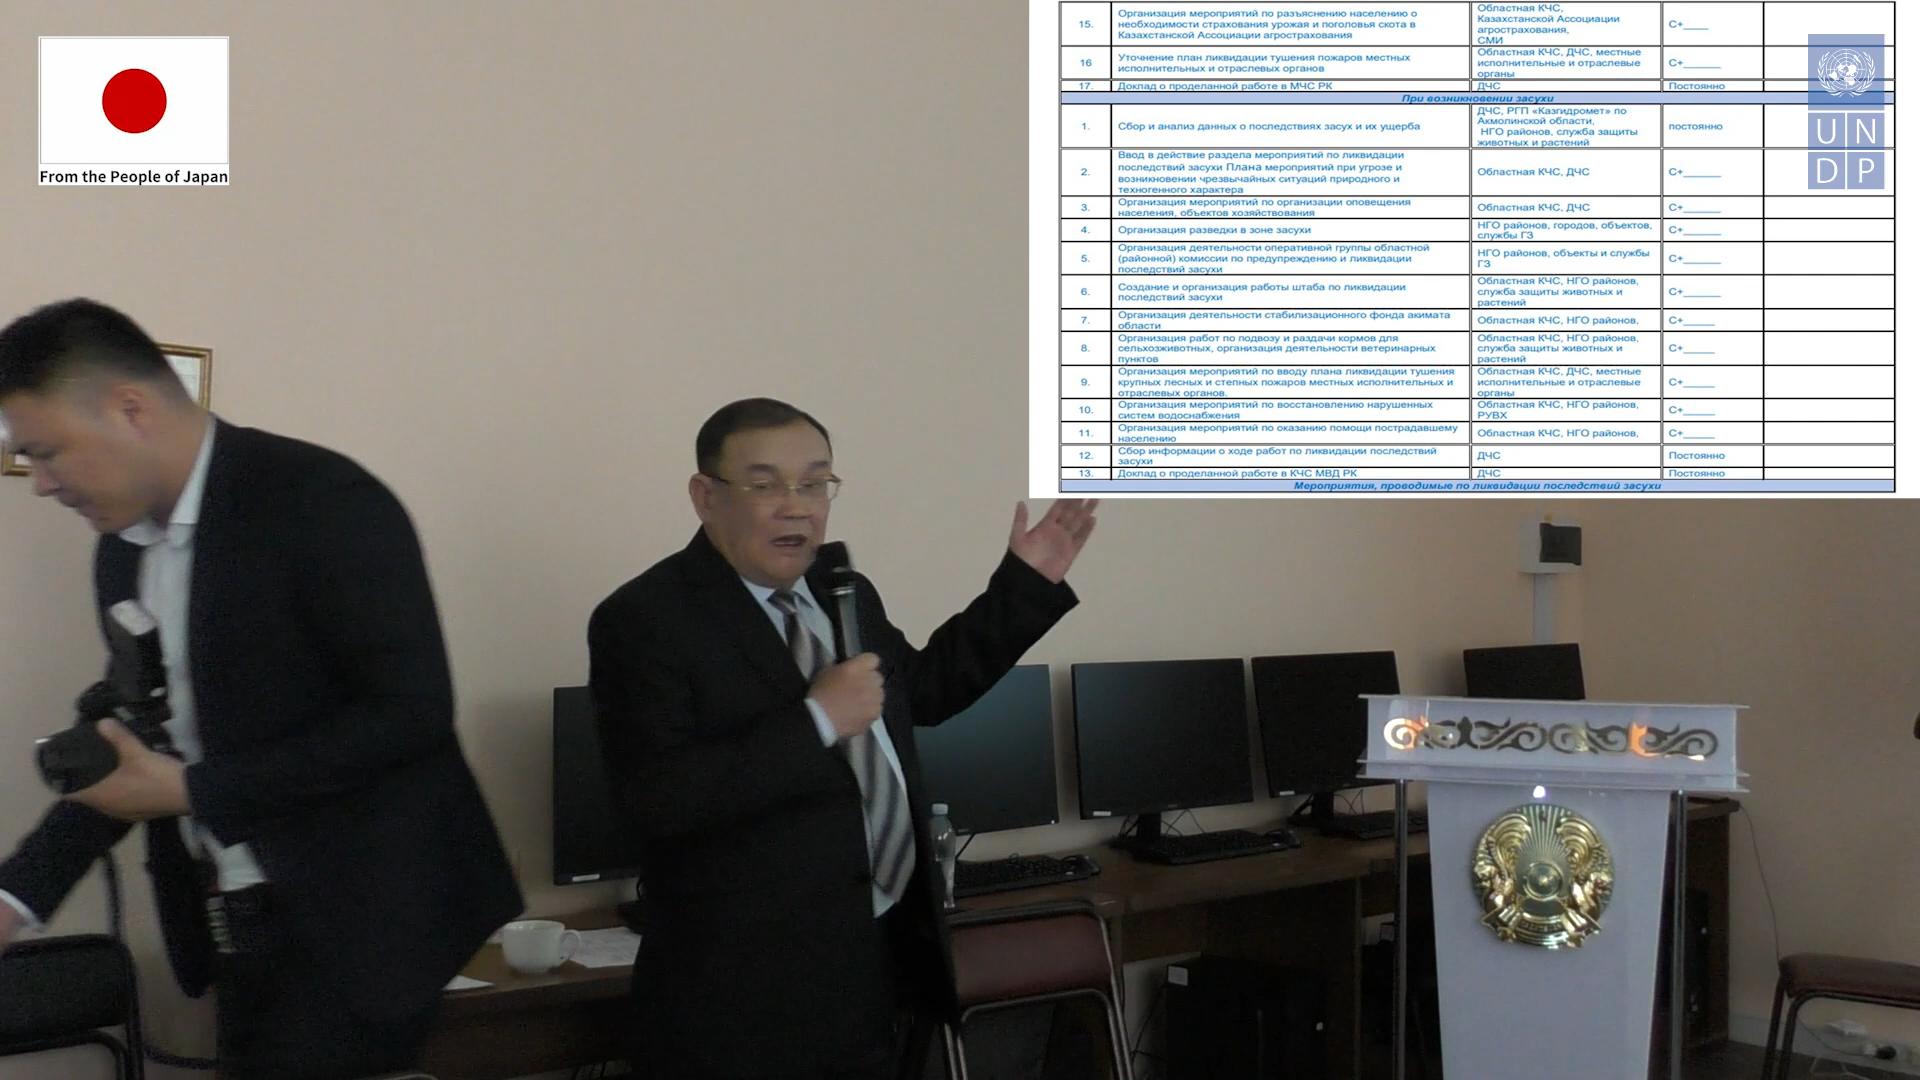 From the People of Japan
15.
Организация мероприятий по разъяснению населению о
необходимости страхования урожая и поголовья скота в
Казахстанской Ассоциации агрострахования
Областная КЧС,
Казахстанской Ассоциации
агрострахования,
СМИ
С+____
16
Уточнение план ликвидации тушения пожаров местных
исполнительных и отраслевых органов
Областная КЧС, ДЧС, местные
исполнительные и отраслевые
органы
С+______
17.
Доклад о проделанной работе в МЧС РК
ДЧС
Постоянно
При возникновении засухи
1.
Сбор и анализ данных о последствиях засух и их ущерба
ДЧС, РГП «Казгидромет» по
Акмолинской области,
НГО районов, служба защиты
животных и растений
постоянно
2.
Ввод в действие раздела мероприятий по ликвидации
последствий засухи Плана мероприятий при угрозе и
возникновении чрезвычайных ситуаций природного и
техногенного характера
Областная КЧС, ДЧС
С+______
3.
Организация мероприятий по организации оповещения
населения, объектов хозяйствования
Областная КЧС, ДЧС
С+______
4.
Организация разведки в зоне засухи
НГО районов, городов, объектов,
службы ГЗ
С+______
5.
Организация деятельности оперативной группы областной
(районной) комиссии по предупреждению и ликвидации
последствий засухи
НГО районов, объекты и службы
ГЗ
С+______
6.
Создание и организация работы штаба по ликвидации
последствий засухи
Областная КЧС, НГО районов,
служба защиты животных и
растений
С+______
7.
Организация деятельности стабилизационного фонда акимата
области
Областная КЧС, НГО районов,
С+_____
8.
Организация работ по подвозу и раздачи кормов для
сельхозживотных, организация деятельности ветеринарных
пунктов
Областная КЧС, НГО районов,
служба защиты животных и
растений
С+_____
9.
Организация мероприятий по вводу плана ликвидации тушения
крупных лесных и степных пожаров местных исполнительных и
отраслевых органов.
Областная КЧС, ДЧС, местные
исполнительные и отраслевые
органы
С+_____
10.
Организация мероприятий по восстановлению нарушенных
систем водоснабжения
Областная КЧС, НГО районов,
РУВХ
С+_____
11.
Организация мероприятий по оказанию помощи пострадавшему
населению
Областная КЧС, НГО районов,
С+_____
12.
Сбор информации о ходе работ по ликвидации последствий
засухи
ДЧС
Постоянно
13.
Доклад о проделанной работе в КЧС МВД РК
ДЧС
Постоянно
Мероприятия, проводимые по ликвидации последствий засухи
U N
D P